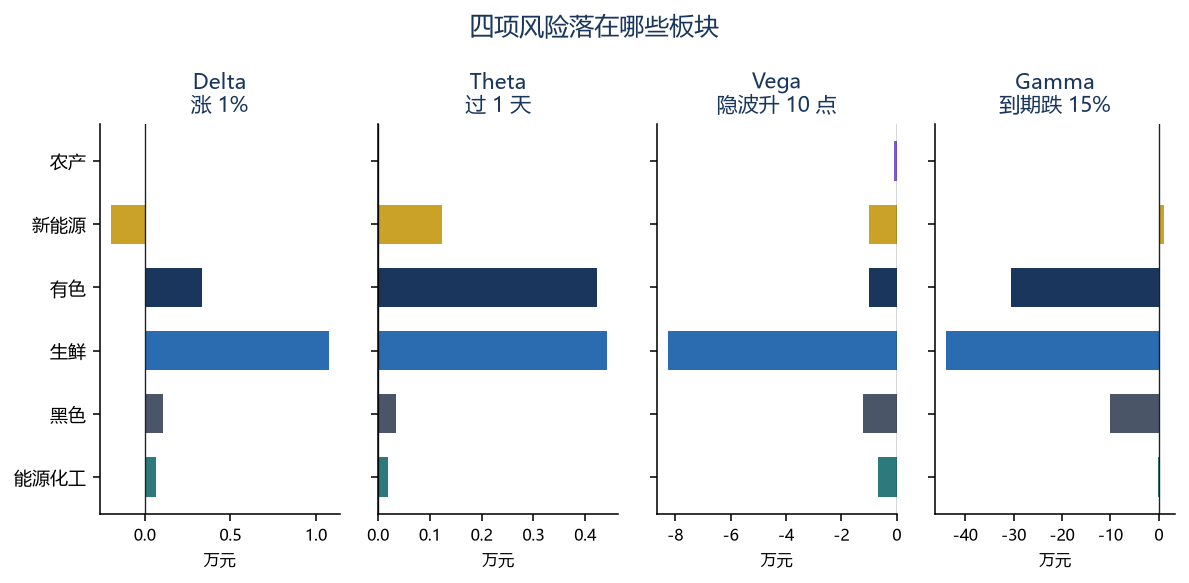 四项风险落在哪些板块
Delta
涨 1%
Theta
过 1 天
Vega
隐波升 10 点
Gamma
到期跌 15%
农产
新能源
有色
生鲜
黑色
能源化工
0.0 0.5 1.0
万元
0.0 0.1 0.2 0.3 0.4
万元
-8 -6 -4 -2 0
万元
-40 -30 -20 -10 0
万元